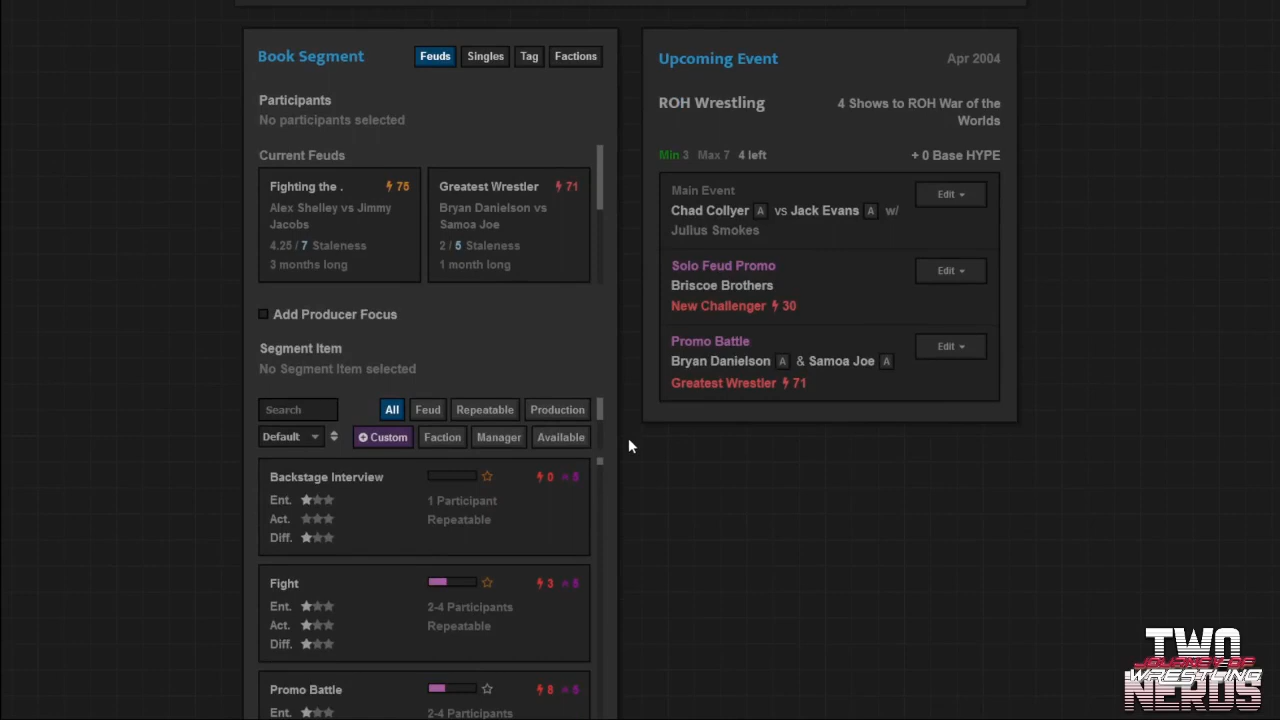 Book Segment
Feuds Singles Tag Factions
Participants
No participants selected
Current Feuds
Fighting the . 75
Alex Shelley vs Jimmy
Jacobs
4.25 / 7 Staleness
3 months long
Greatest Wrestler 71
Bryan Danielson vs
Samoa Joe
2 / 5 Staleness
1 month long
Add Producer Focus
Segment Item
No Segment Item selected
Search All Feud Repeatable Production
Default Custom Faction Manager Available
Backstage Interview 0 5
Ent. 1 Participant
Act. Repeatable
Diff.
Fight 3 5
Ent. 2-4 Participants
Act. Repeatable
Diff.
Promo Battle 8 5
Ent. 2-4 Participants
Upcoming Event Apr 2004
ROH Wrestling 4 Shows to ROH War of the
Worlds
Min 3 Max 7 4 left + 0 Base HYPE
Main Event Edit
Chad Collyer A vs Jack Evans A w/
Julius Smokes
Solo Feud Promo Edit
Briscoe Brothers
New Challenger 30
Promo Battle Edit
Bryan Danielson A & Samoa Joe A
Greatest Wrestler 71
TWO
JOURNEY OF
WRESTLING
NERDS